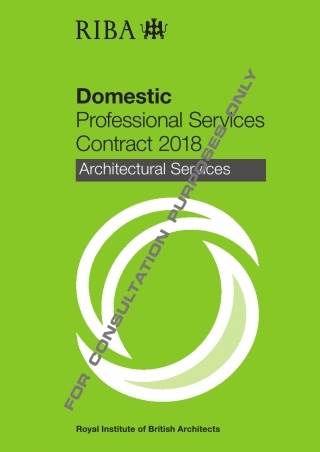 RIBA
Domestic
Professional Services
Contract 2018
Architectural Services
FOR CONSULTATION PURPOSES ONLY
Royal Institute of British Architects